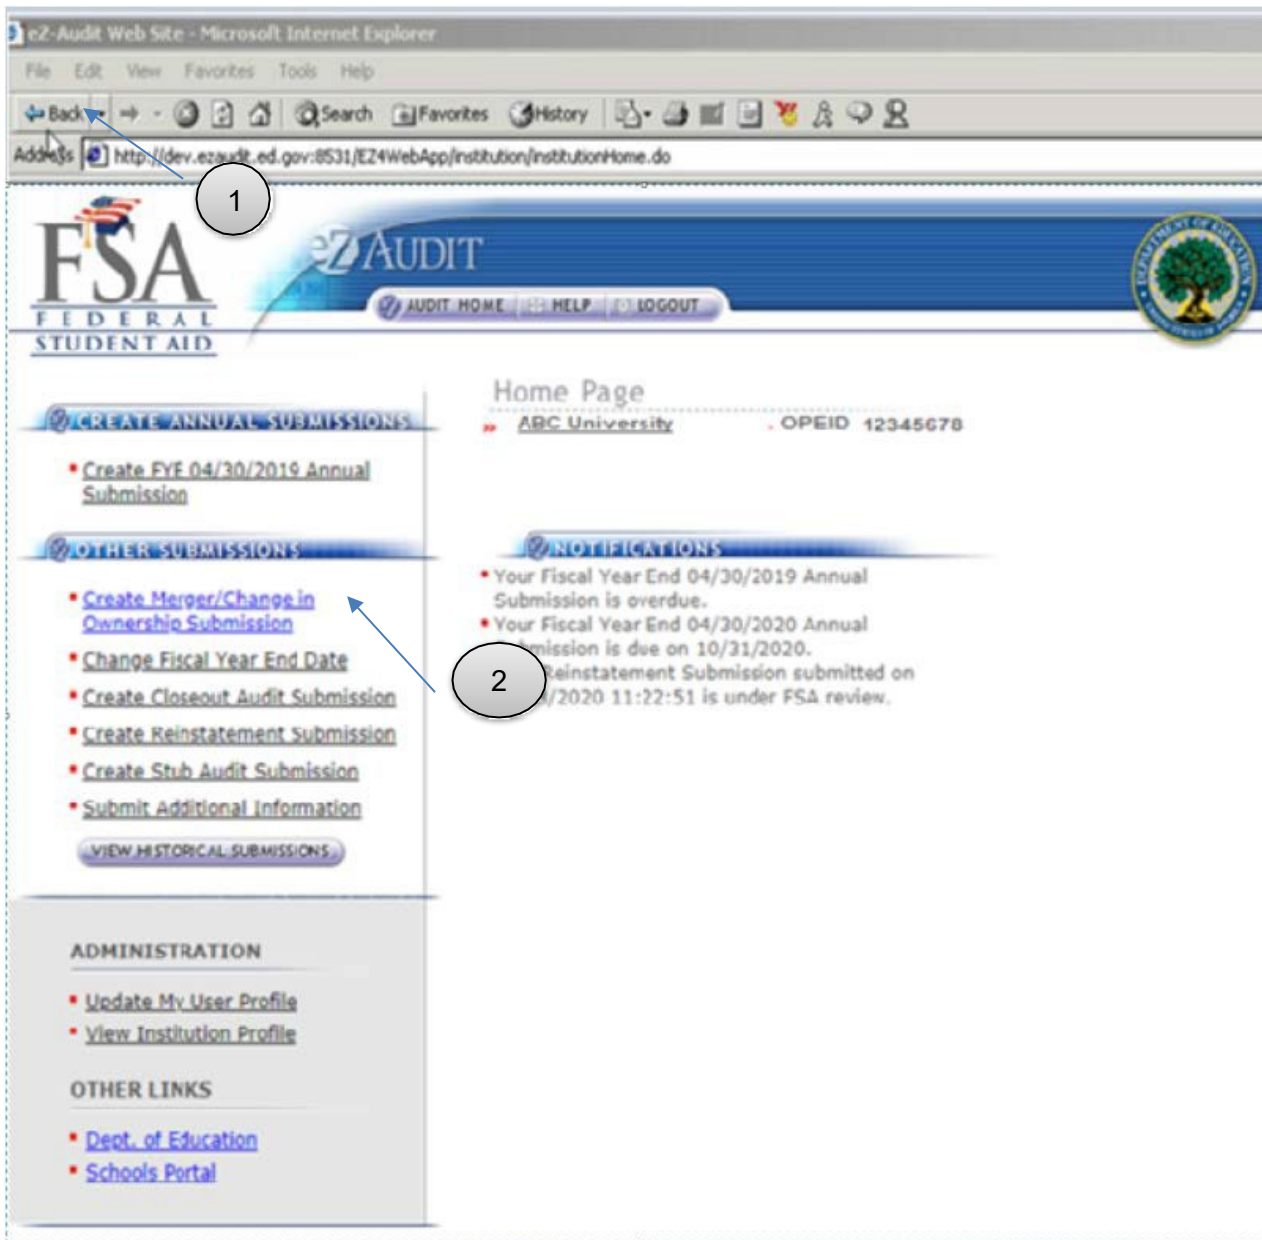 eZ-Audit Web Site - Microsoft Internet Explorer
File Edit View Favorites Tools Help
Back Search Favorites History
Address http://dev.ezaudit.ed.gov:8531/EZ4WebApp/institution/institutionHome.do
1
FSA
FEDERAL
STUDENT AID
eZ AUDIT
AUDIT HOME HELP LOGOUT
DEPARTMENT OF EDUCATION
Home Page
ABC University . OPEID 12345678
CREATE ANNUAL SUBMISSIONS
Create FYE 04/30/2019 Annual
Submission
OTHER SUBMISSIONS
Create Merger/Change in
Ownership Submission
Change Fiscal Year End Date
Create Closeout Audit Submission
Create Reinstatement Submission
Create Stub Audit Submission
Submit Additional Information
VIEW HISTORICAL SUBMISSIONS
NOTIFICATIONS
Your Fiscal Year End 04/30/2019 Annual
Submission is overdue.
Your Fiscal Year End 04/30/2020 Annual
Submission is due on 10/31/2020.
Reinstatement Submission submitted on
/2020 11:22:51 is under FSA review.
2
ADMINISTRATION
Update My User Profile
View Institution Profile
OTHER LINKS
Dept. of Education
Schools Portal